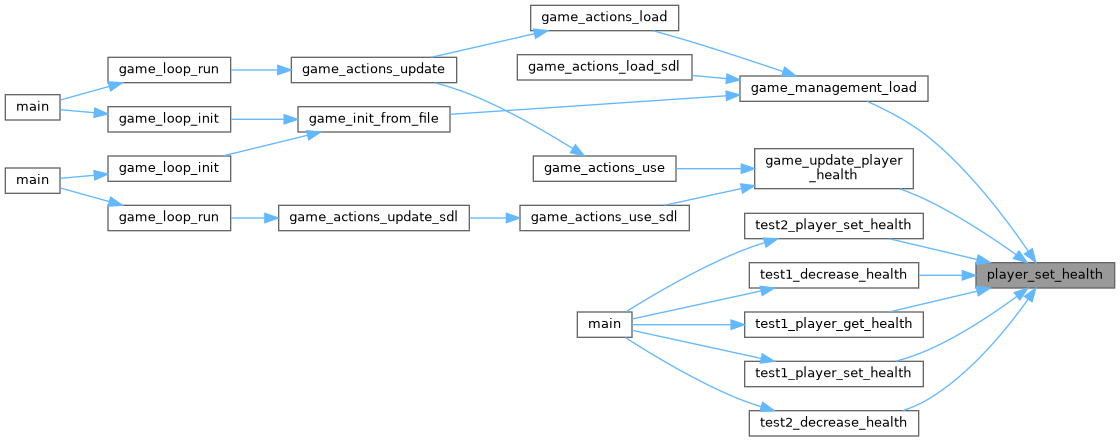 game_actions_load
game_loop_run
game_actions_update
game_actions_load_sdl
game_management_load
main
game_loop_init
game_init_from_file
game_loop_init
game_actions_use
game_update_player
_health
main
game_loop_run
game_actions_update_sdl
game_actions_use_sdl
test2_player_set_health
test1_decrease_health
player_set_health
main
test1_player_get_health
test1_player_set_health
test2_decrease_health